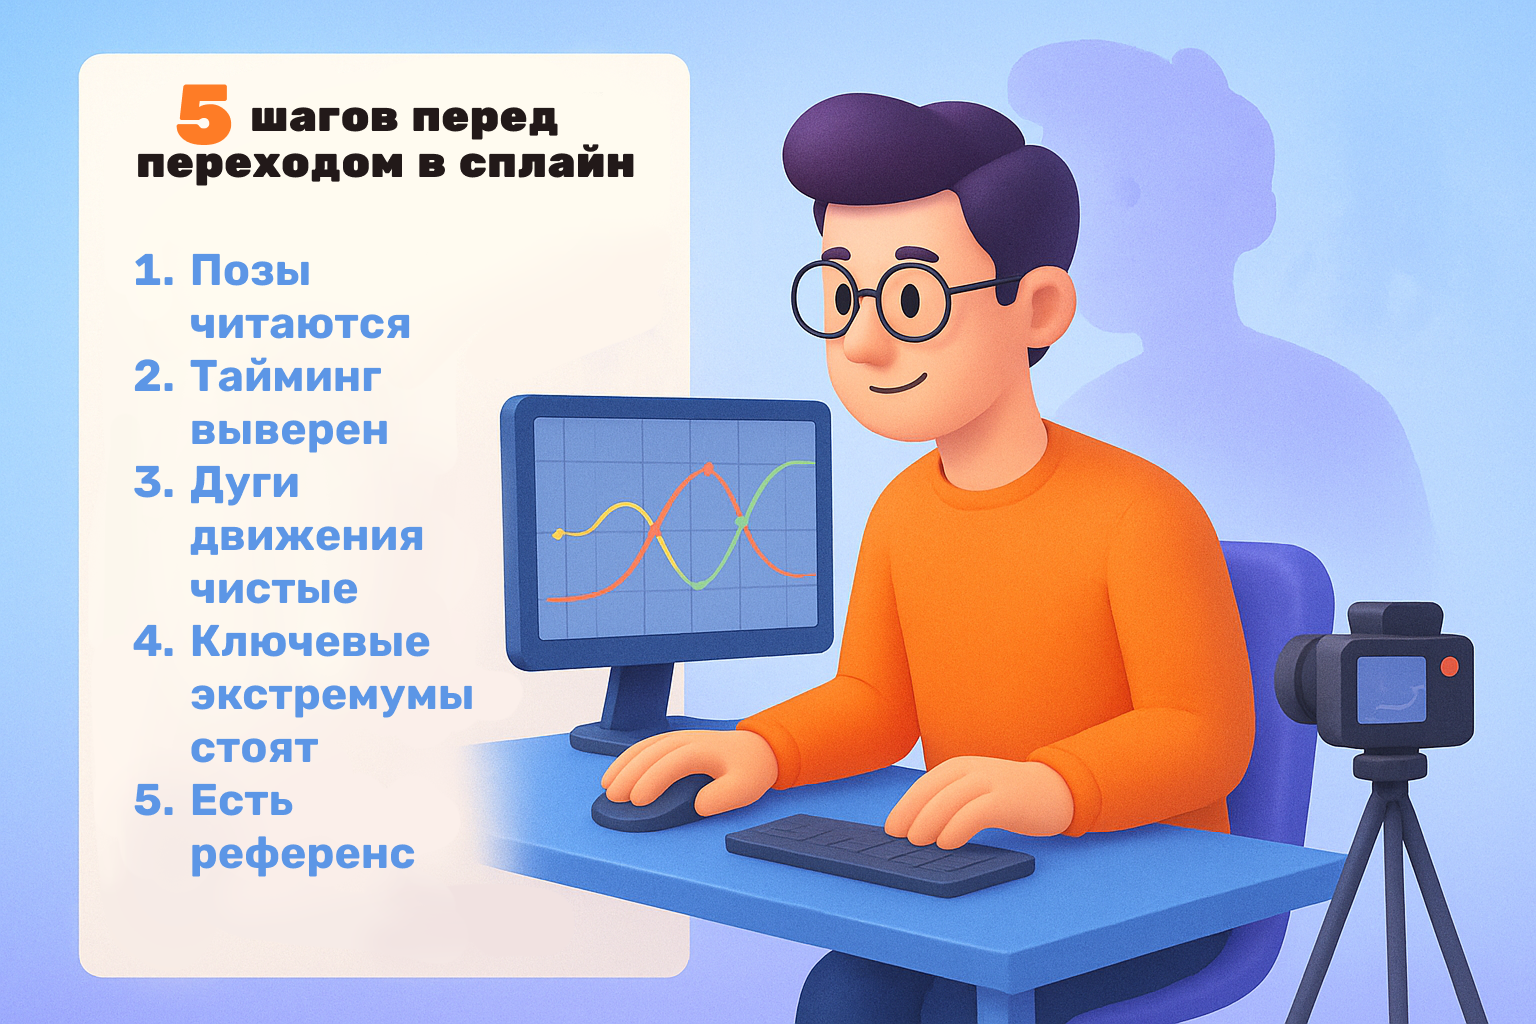 5 шагов перед
переходом в сплайн
1. Позы
читаются
2. Тайминг
выверен
3. Дуги
движения
чистые
4. Ключевые
экстремумы
стоят
5. Есть
референс